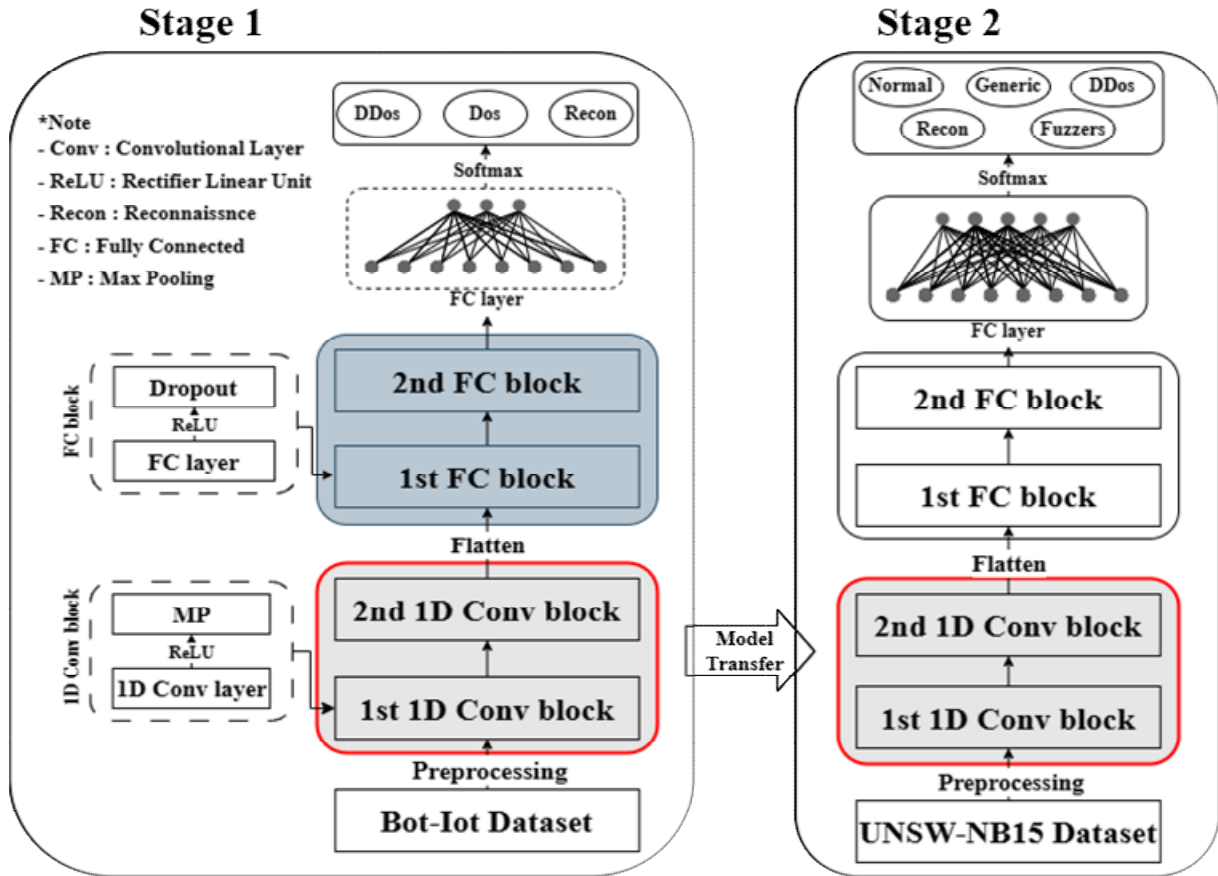 Stage 1
*Note
- Conv : Convolutional Layer
- ReLU : Rectifier Linear Unit
- Recon : Reconnaissnce
- FC : Fully Connected
- MP : Max Pooling
DDos Dos Recon
Softmax
FC layer
2nd FC block
1st FC block
FC block
Dropout
ReLU
FC layer
Flatten
2nd 1D Conv block
1st 1D Conv block
1D Conv block
MP
ReLU
1D Conv layer
Preprocessing
Bot-Iot Dataset
Model
Transfer
Stage 2
Normal Generic DDos
Recon Fuzzers
Softmax
FC layer
2nd FC block
1st FC block
Flatten
2nd 1D Conv block
1st 1D Conv block
Preprocessing
UNSW-NB15 Dataset